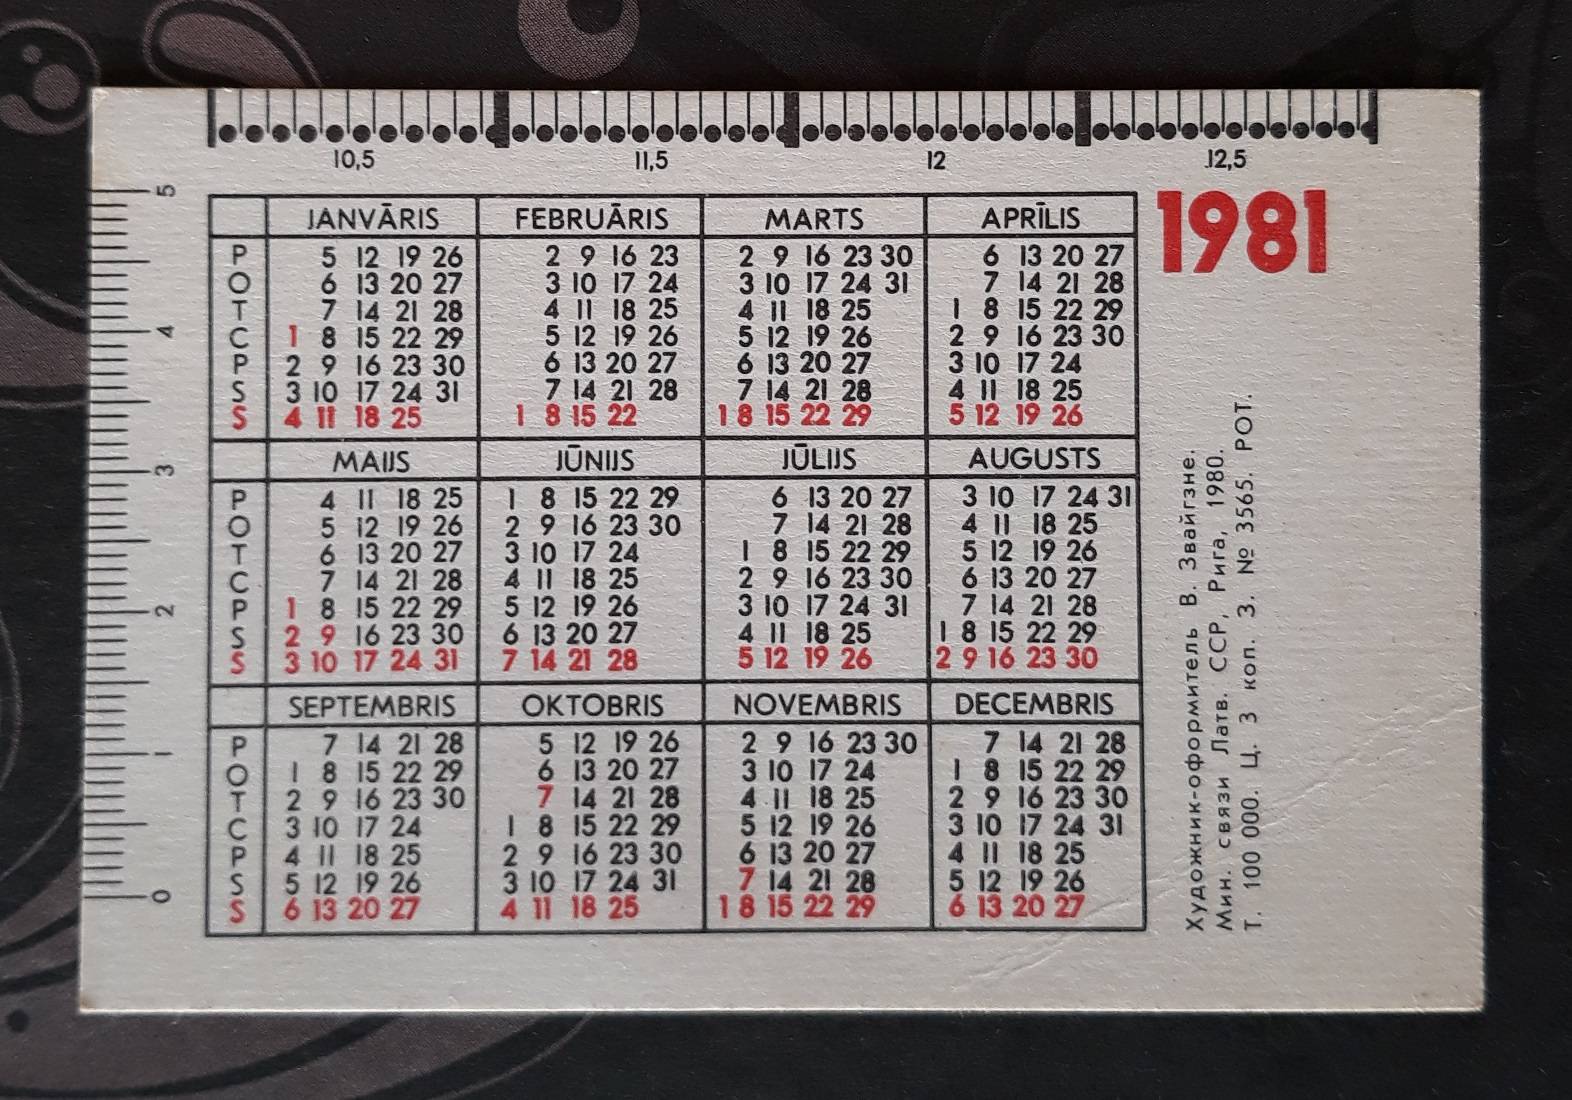 10,5 11,5 12 12,5
5
4
3
2
1
0
1981
JANVĀRIS FEBRUĀRIS MARTS APRĪLIS
P 5 12 19 26 2 9 16 23 2 9 16 23 30 6 13 20 27
O 6 13 20 27 3 10 17 24 3 10 17 24 31 7 14 21 28
T 7 14 21 28 4 11 18 25 4 11 18 25 1 8 15 22 29
C 1 8 15 22 29 5 12 19 26 5 12 19 26 2 9 16 23 30
P 2 9 16 23 30 6 13 20 27 6 13 20 27 3 10 17 24
S 3 10 17 24 31 7 14 21 28 7 14 21 28 4 11 18 25
S 4 11 18 25 1 8 15 22 1 8 15 22 29 5 12 19 26
MAIJS JŪNIJS JŪLIJS AUGUSTS
P 4 11 18 25 1 8 15 22 29 6 13 20 27 3 10 17 24 31
O 5 12 19 26 2 9 16 23 30 7 14 21 28 4 11 18 25
T 6 13 20 27 3 10 17 24 1 8 15 22 29 5 12 19 26
C 7 14 21 28 4 11 18 25 2 9 16 23 30 6 13 20 27
P 1 8 15 22 29 5 12 19 26 3 10 17 24 31 7 14 21 28
S 2 9 16 23 30 6 13 20 27 4 11 18 25 1 8 15 22 29
S 3 10 17 24 31 7 14 21 28 5 12 19 26 2 9 16 23 30
SEPTEMBRIS OKTOBRIS NOVEMBRIS DECEMBRIS
P 7 14 21 28 5 12 19 26 2 9 16 23 30 7 14 21 28
O 1 8 15 22 29 6 13 20 27 3 10 17 24 1 8 15 22 29
T 2 9 16 23 30 7 14 21 28 4 11 18 25 2 9 16 23 30
C 3 10 17 24 1 8 15 22 29 5 12 19 26 3 10 17 24 31
P 4 11 18 25 2 9 16 23 30 6 13 20 27 4 11 18 25
S 5 12 19 26 3 10 17 24 31 7 14 21 28 5 12 19 26
S 6 13 20 27 4 11 18 25 1 8 15 22 29 6 13 20 27
Художник-оформитель В. Звайгзне.
Мин. связи Латв. ССР, Рига, 1980.
Т. 100 000. Ц. 3 коп. З. № 3565. РОТ.